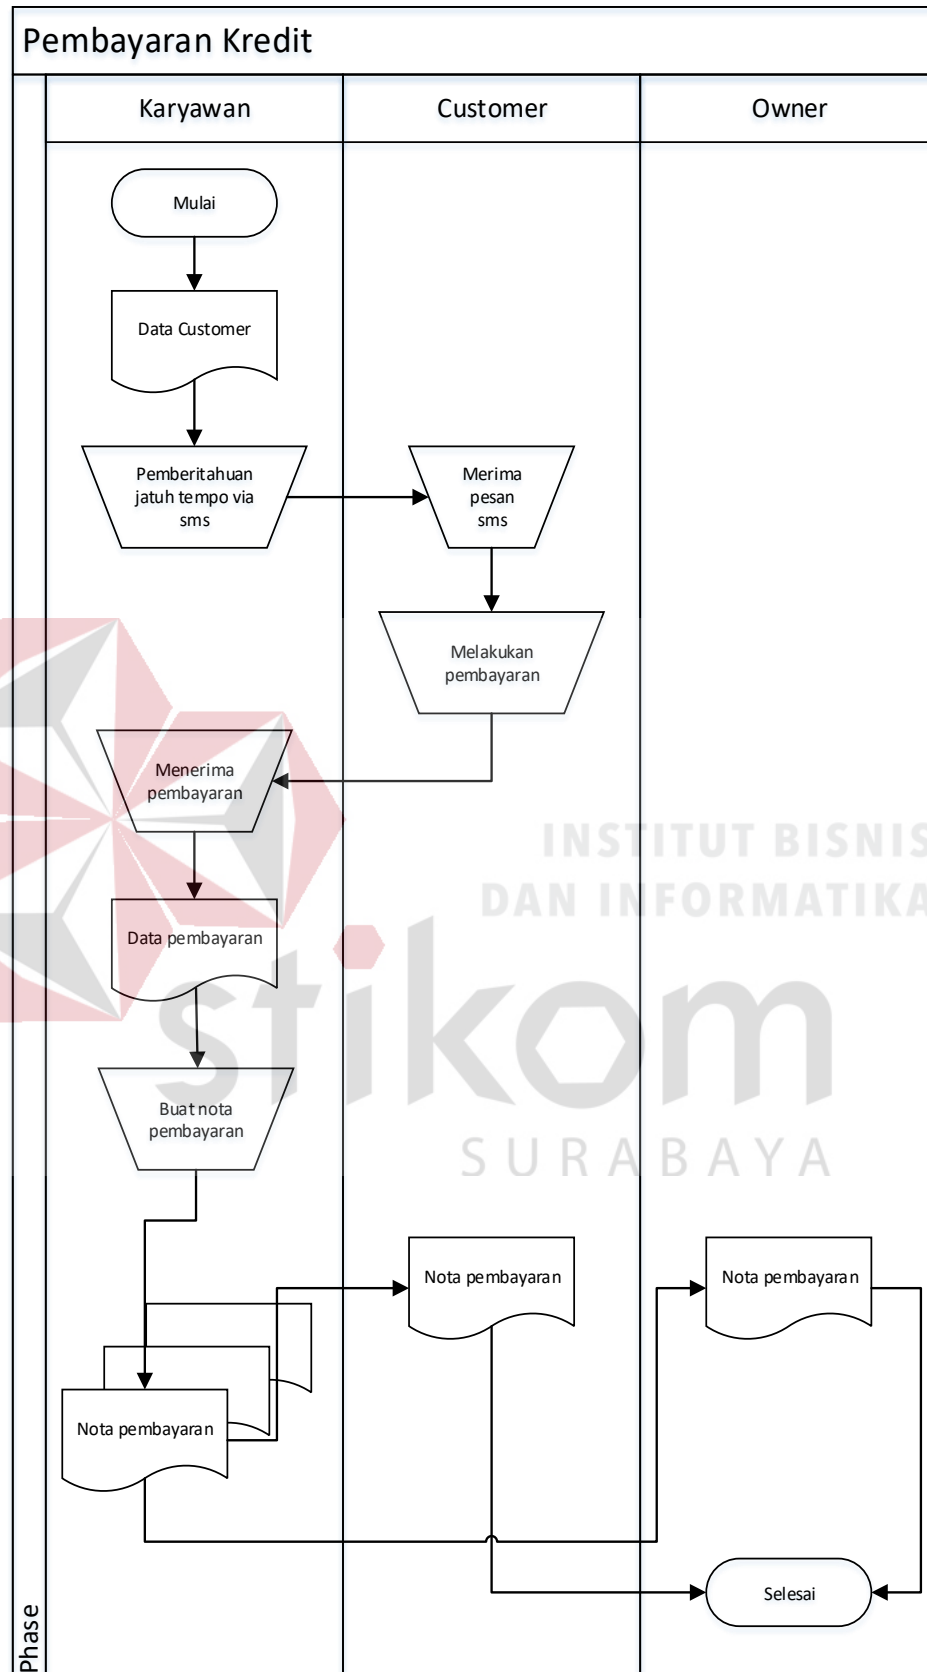 Pembayaran Kredit
Karyawan
Customer
Owner
Mulai
Data Customer
Pemberitahuan
jatuh tempo via
sms
Merima
pesan
sms
Melakukan
pembayaran
Menerima
pembayaran
INSTITUT BISNIS
DAN INFORMATIKA
Data pembayaran
stikom
Buat nota
pembayaran
SURABAYA
Nota pembayaran
Nota pembayaran
Nota pembayaran
Selesai
Phase